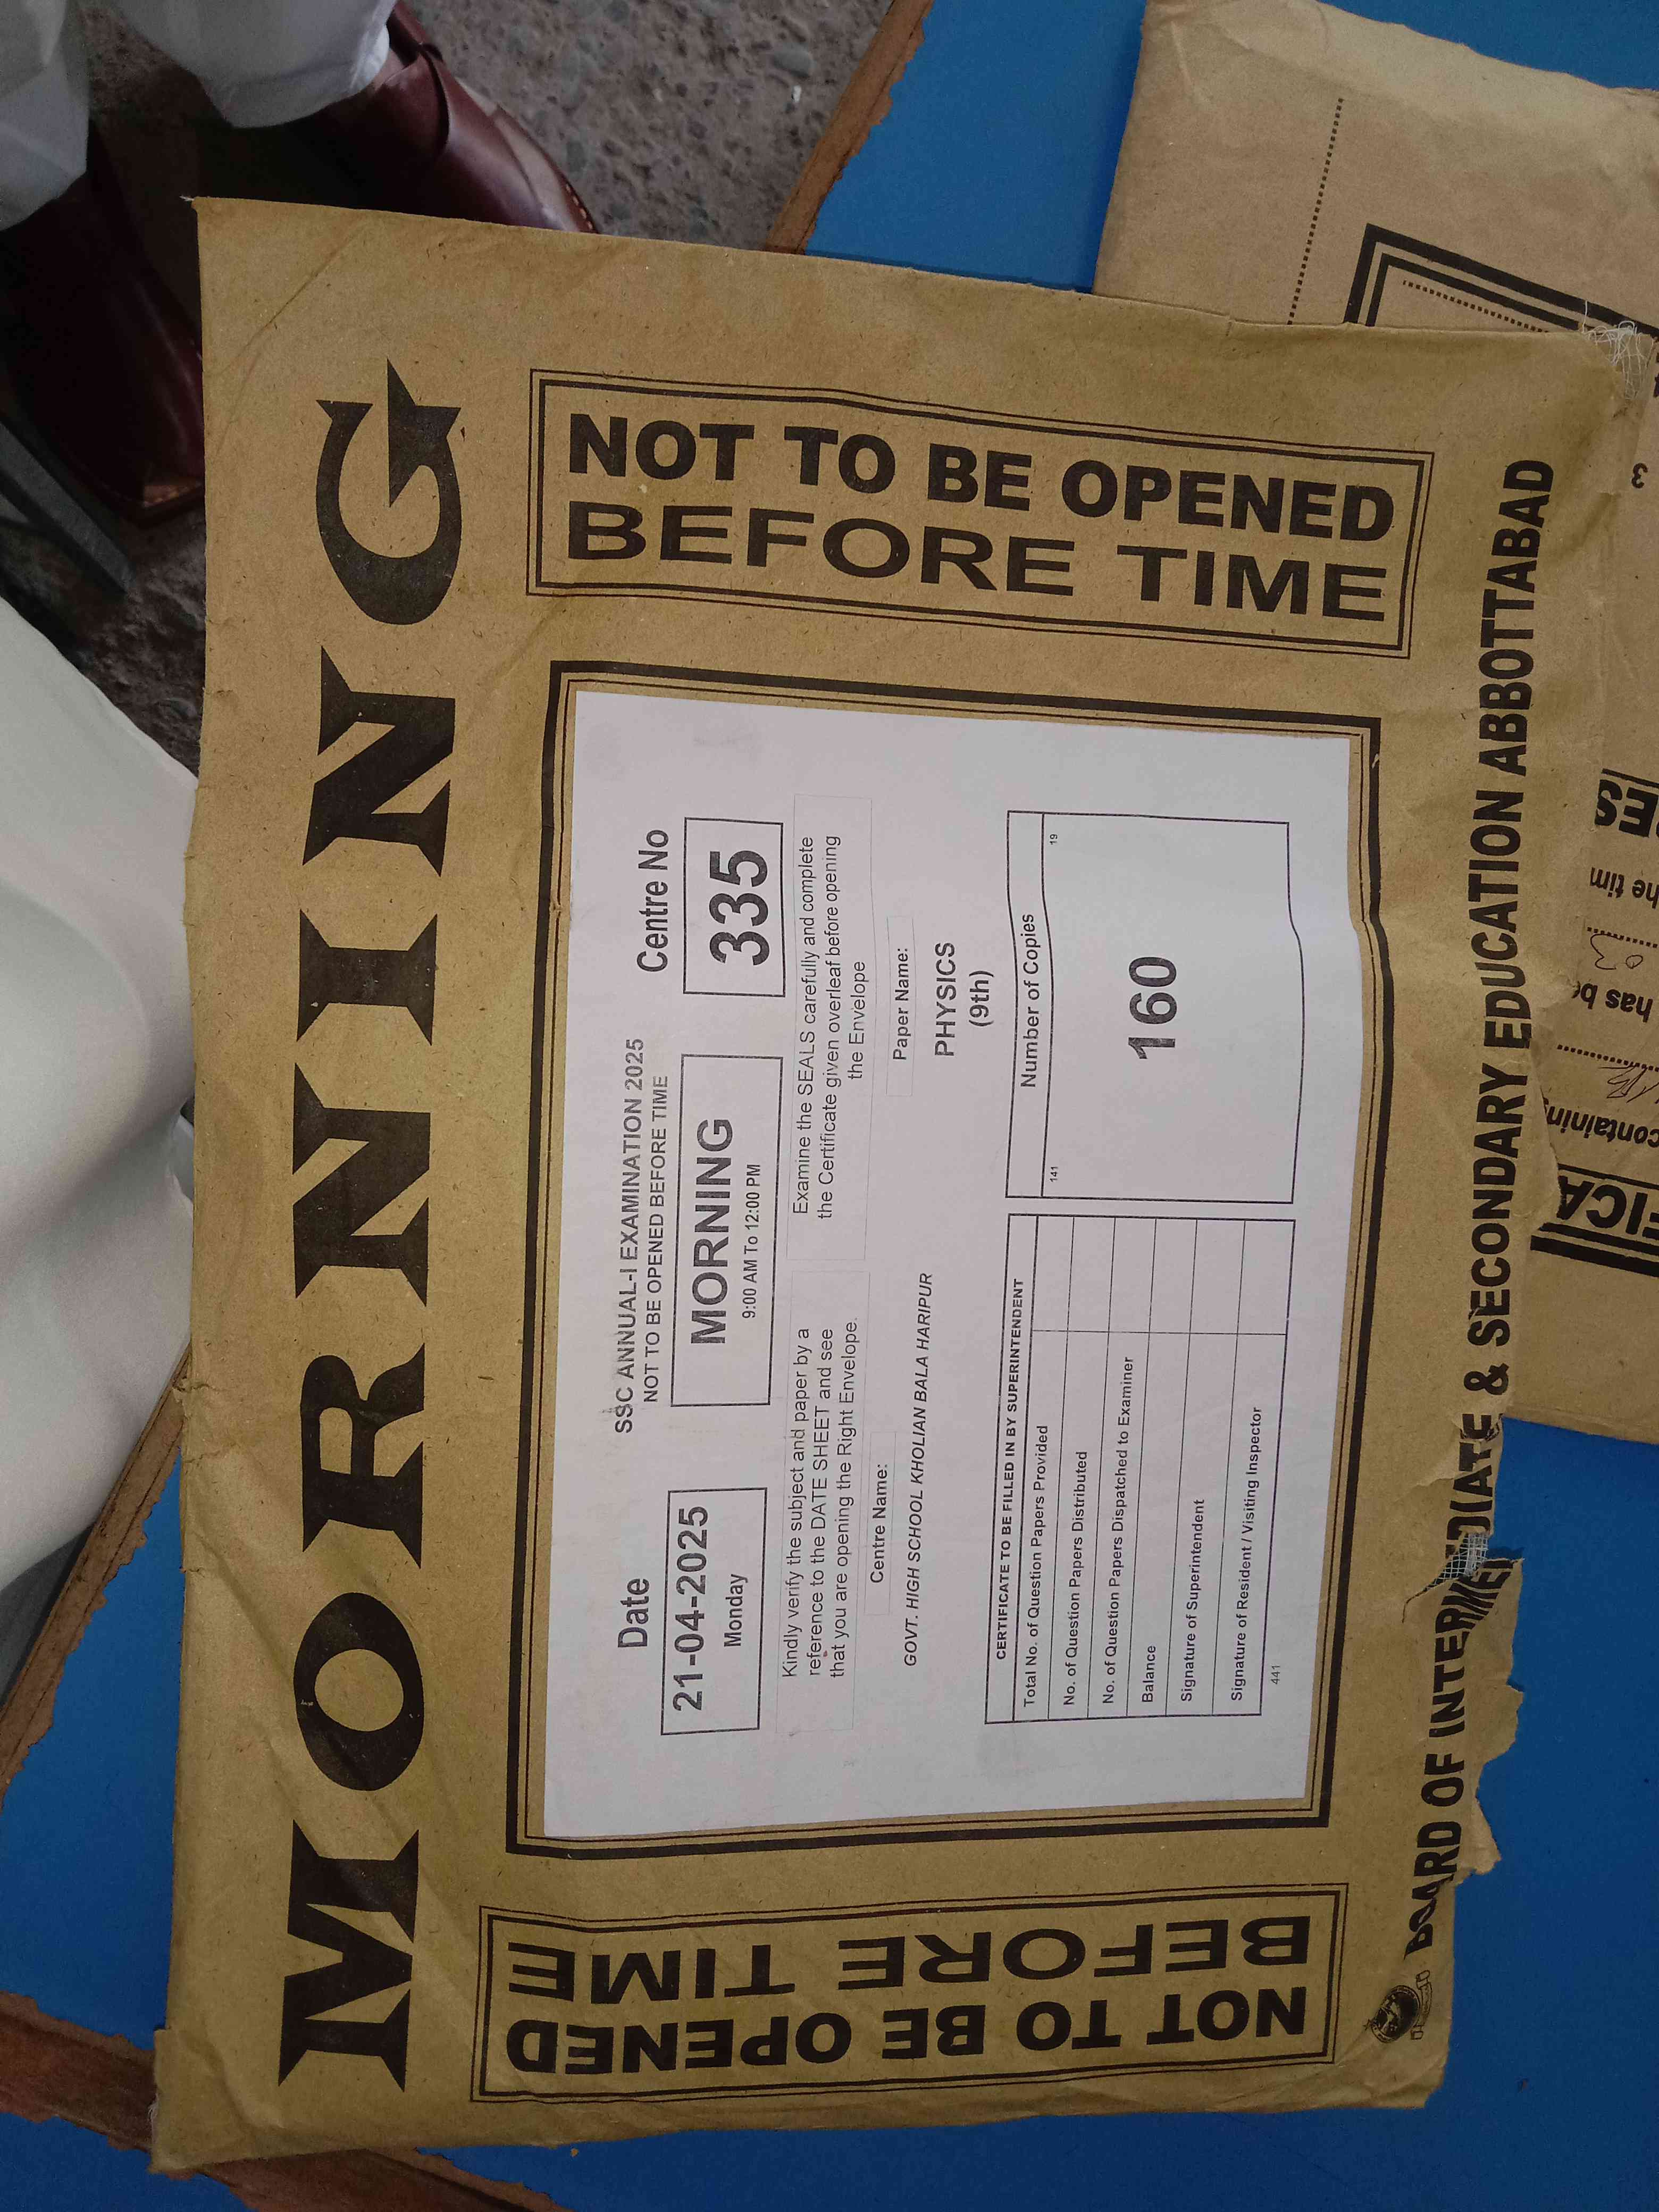 MORNING
NOT TO BE OPENED
BEFORE TIME
SSC ANNUAL-I EXAMINATION 2025
NOT TO BE OPENED BEFORE TIME
Date
21-04-2025
Monday
MORNING
9:00 AM To 12:00 PM
Centre No
335
Kindly verify the subject and paper by a
reference to the DATE SHEET and see
that you are opening the Right Envelope.
Examine the SEALS carefully and complete
the Certificate given overleaf before opening
the Envelope
Centre Name:
GOVT. HIGH SCHOOL KHOLIAN BALA HARIPUR
Paper Name:
PHYSICS
(9th)
CERTIFICATE TO BE FILLED IN BY SUPERINTENDENT
Total No. of Question Papers Provided
No. of Question Papers Distributed
No. of Question Papers Dispatched to Examiner
Balance
Signature of Superintendent
Signature of Resident / Visiting Inspector
441
Number of Copies
141 19
160
NOT TO BE OPENED
BEFORE TIME
BOARD OF INTERMEDIATE & SECONDARY EDUCATION ABBOTTABAD
has be
3